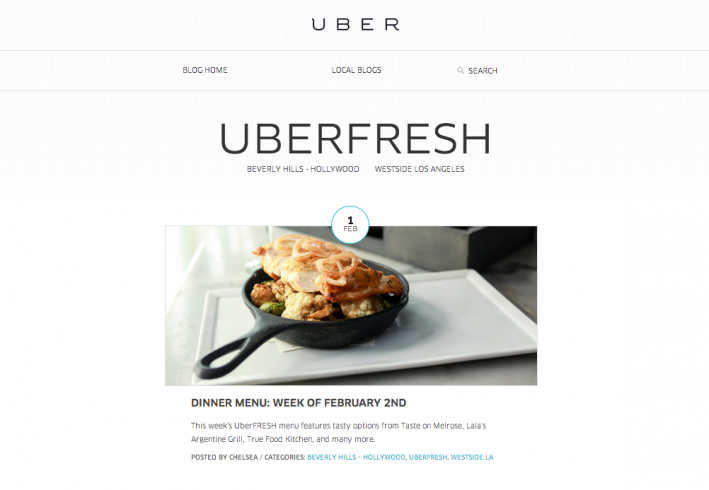 UBER
BLOG HOME
LOCAL BLOGS
SEARCH
UBERFRESH
BEVERLY HILLS - HOLLYWOOD WESTSIDE LOS ANGELES
1
FEB
DINNER MENU: WEEK OF FEBRUARY 2ND
This week's UberFRESH menu features tasty options from Taste on Melrose, Lala's
Argentine Grill, True Food Kitchen, and many more.
POSTED BY CHELSEA / CATEGORIES: BEVERLY HILLS - HOLLYWOOD, UBERFRESH, WESTSIDE LA